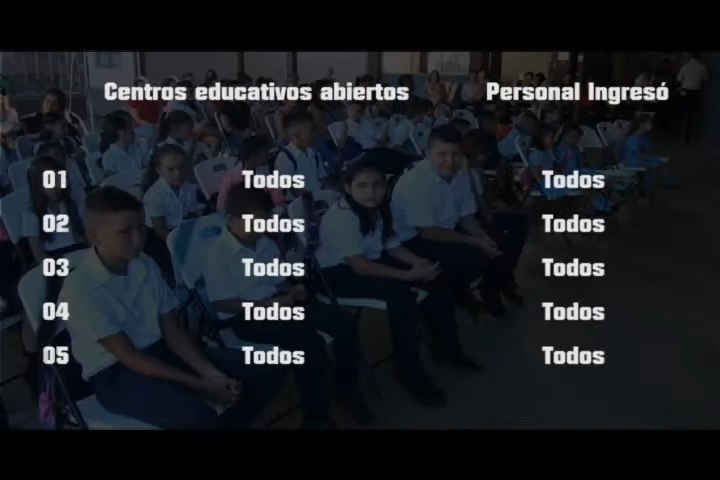 Centros educativos abiertos Personal Ingresó
01 Todos Todos
02 Todos Todos
03 Todos Todos
04 Todos Todos
05 Todos Todos